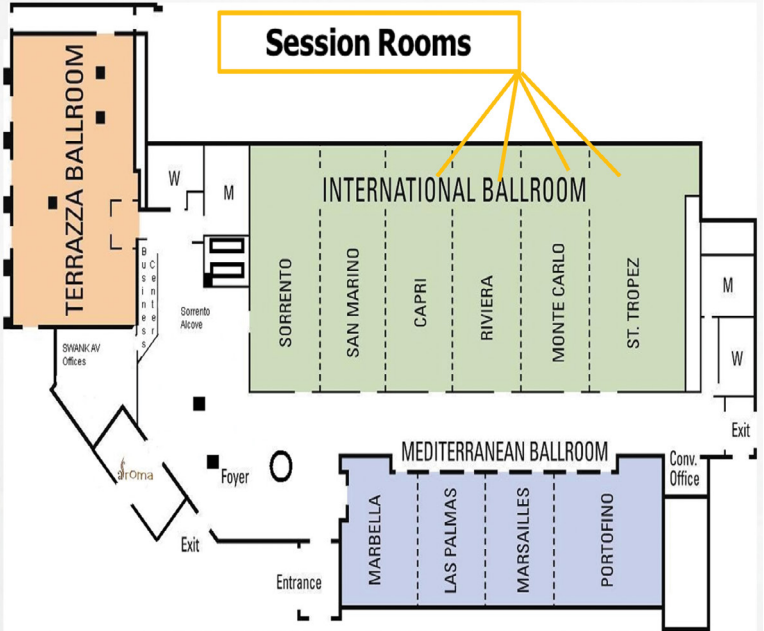 Session Rooms
TERRAZZA BALLROOM
W
M
INTERNATIONAL BALLROOM
SORRENTO
SAN MARINO
CAPRI
RIVIERA
MONTE CARLO
ST. TROPEZ
Business
Center
Sorrento
Alcove
SWANK AV
Offices
M
W
Exit
aroma
Foyer
MEDITERRANEAN BALLROOM
Conv.
Office
MARBELLA
LAS PALMAS
MARSAILLES
PORTOFINO
Exit
Entrance